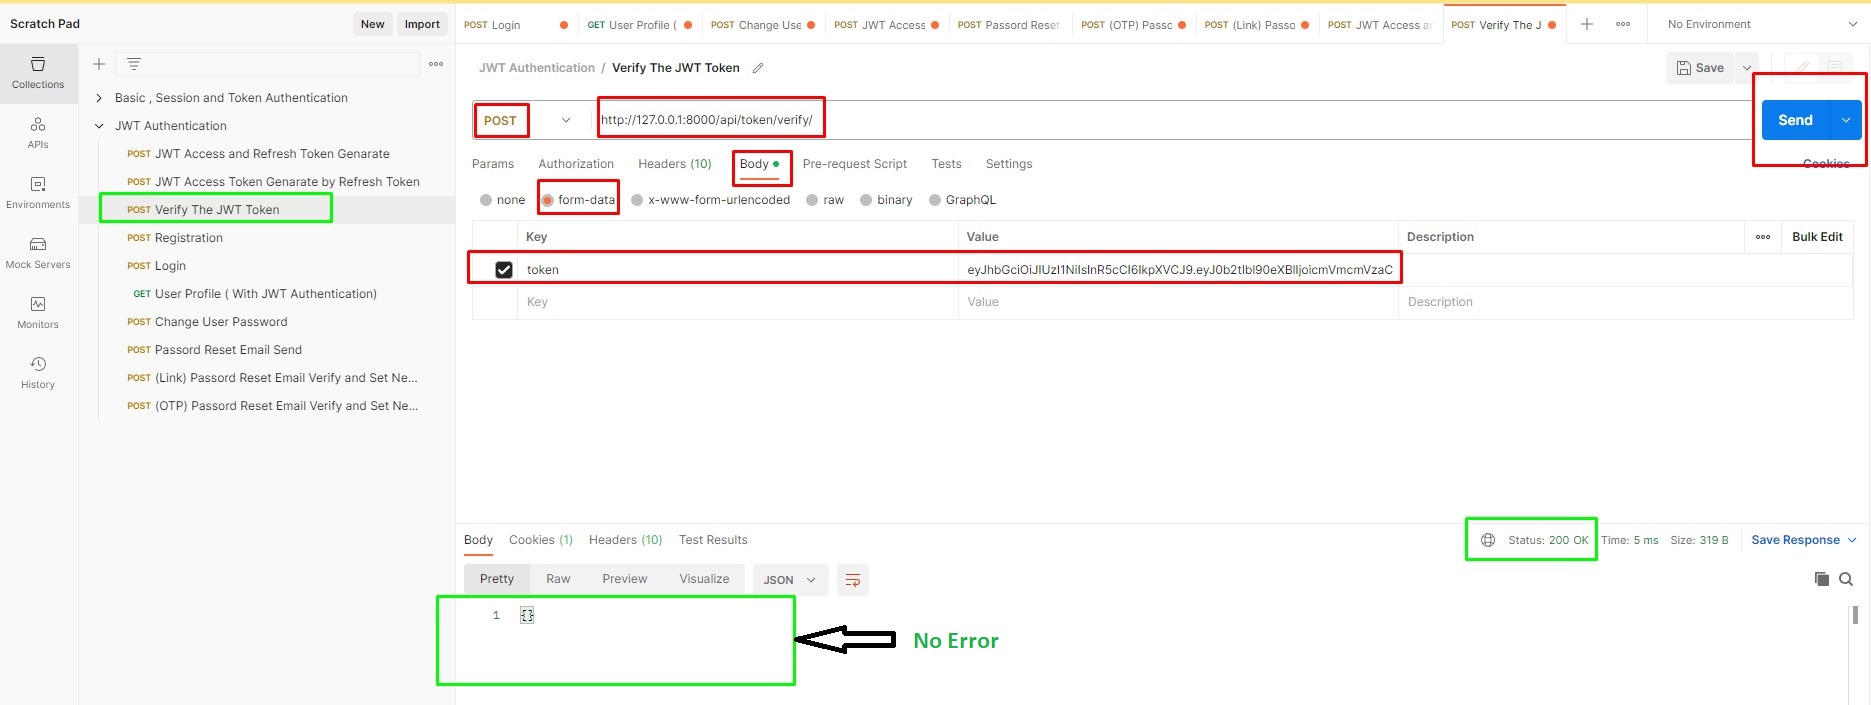 Scratch Pad
New
Import
POST Login
GET User Profile (
POST Change Use
POST JWT Access
POST Passord Reset
POST (OTP) Passo
POST (Link) Passo
POST JWT Access a
POST Verify The J
No Environment
Collections
APIs
Environments
Mock Servers
Monitors
History
Basic , Session and Token Authentication
JWT Authentication
POST JWT Access and Refresh Token Genarate
POST JWT Access Token Genarate by Refresh Token
POST Verify The JWT Token
POST Registration
POST Login
GET User Profile ( With JWT Authentication)
POST Change User Password
POST Passord Reset Email Send
POST (Link) Passord Reset Email Verify and Set Ne...
POST (OTP) Passord Reset Email Verify and Set Ne...
JWT Authentication / Verify The JWT Token
Save
POST
http://127.0.0.1:8000/api/token/verify/
Send
Params
Authorization
Headers (10)
Body
Pre-request Script
Tests
Settings
Cookies
none
form-data
x-www-form-urlencoded
raw
binary
GraphQL
Key
Value
Description
Bulk Edit
token
eyJhbGciOiJIUzI1NiIsInR5cCI6IkpXVCJ9.eyJ0b2tlbl90eXBlIjoicmVmcmVzaC
Key
Value
Description
Body
Cookies (1)
Headers (10)
Test Results
Status: 200 OK
Time: 5 ms
Size: 319 B
Save Response
Pretty
Raw
Preview
Visualize
JSON
1
{}
No Error